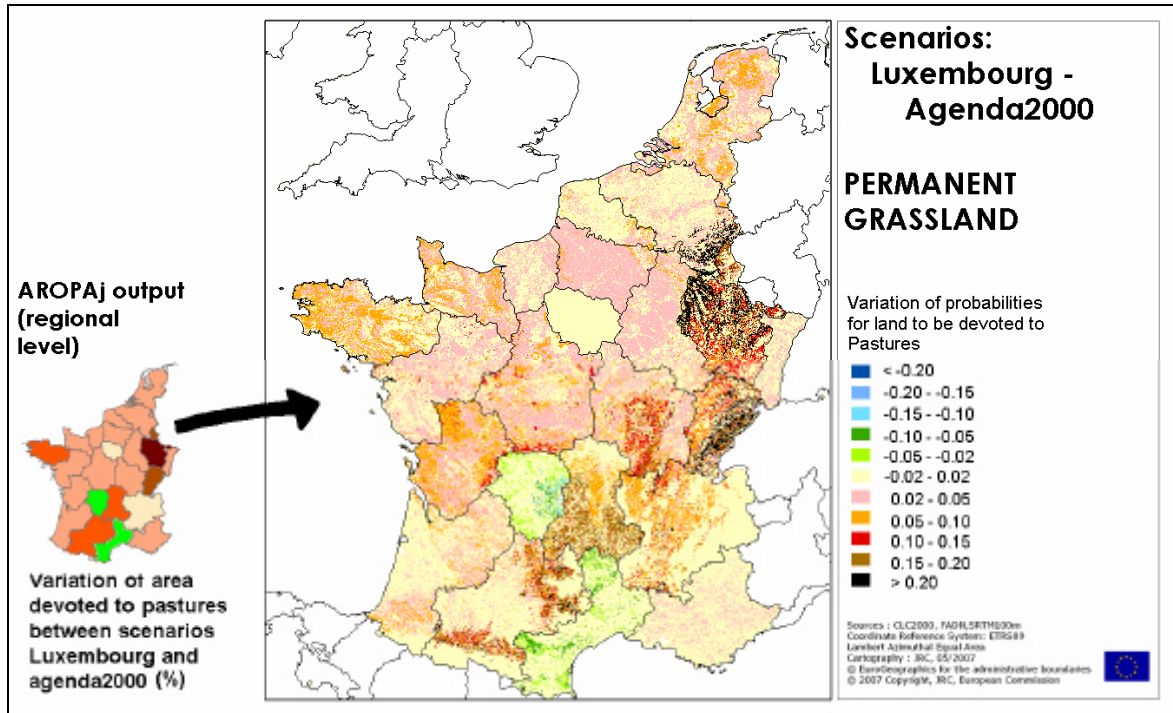 Scenarios:
Luxembourg -
Agenda2000
PERMANENT
GRASSLAND
AROPAj output
(regional
level)
Variation of area
devoted to pastures
between scenarios
Luxembourg and
agenda2000 (%)
Variation of probabilities
for land to be devoted to
Pastures
< -0.20
-0.20 - -0.15
-0.15 - -0.10
-0.10 - -0.05
-0.05 - -0.02
-0.02 - 0.02
0.02 - 0.05
0.05 - 0.10
0.10 - 0.15
0.15 - 0.20
> 0.20
Sources : CLC2000, FADN,SRTM100m
Coordinate Reference System: ETRS89
Lambert Azimuthal Equal Area
Cartography : JRC, 05/2007
© EuroGeographics for the administrative boundaries
© 2007 Copyright, JRC, European Commission